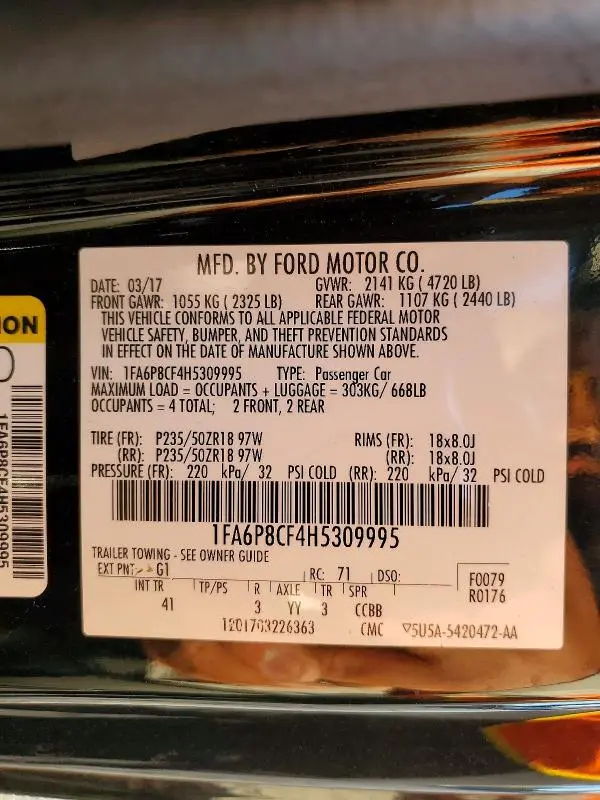 MFD. BY FORD MOTOR CO.
DATE: 03/17 GVWR: 2141 KG ( 4720 LB)
FRONT GAWR: 1055 KG ( 2325 LB) REAR GAWR: 1107 KG ( 2440 LB)
THIS VEHICLE CONFORMS TO ALL APPLICABLE FEDERAL MOTOR
VEHICLE SAFETY, BUMPER, AND THEFT PREVENTION STANDARDS
IN EFFECT ON THE DATE OF MANUFACTURE SHOWN ABOVE.
VIN: 1FA6P8CF4H5309995 TYPE: Passenger Car
MAXIMUM LOAD = OCCUPANTS + LUGGAGE = 303KG/ 668LB
OCCUPANTS = 4 TOTAL; 2 FRONT, 2 REAR
TIRE (FR): P235/50ZR18 97W RIMS (FR): 18x8.0J
(RR): P235/50ZR18 97W (RR): 18x8.0J
PRESSURE (FR): 220 kPa/ 32 PSI COLD (RR): 220 kPa/ 32 PSI COLD
1FA6P8CF4H5309995
TRAILER TOWING - SEE OWNER GUIDE
EXT PNT: G1 RC: 71 DSO: F0079
INT TR TP/PS R AXLE TR SPR R0176
41 3 YY 3 CCBB
1201703226363 CMC 5U5A-5420472-AA
ION
1FA6P8CF4H5309995